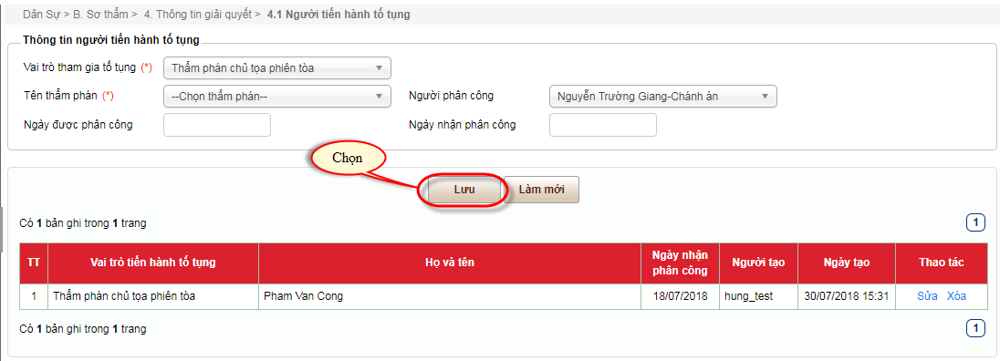 Dân Sự > B. Sơ thẩm > 4. Thông tin giải quyết > 4.1 Người tiến hành tố tụng
Thông tin người tiến hành tố tụng
Vai trò tham gia tố tụng (*) Thẩm phán chủ tọa phiên tòa
Tên thẩm phán (*) --Chọn thẩm phán-- Người phân công Nguyễn Trường Giang-Chánh án
Ngày được phân công Ngày nhận phân công
Chọn
Lưu Làm mới
Có 1 bản ghi trong 1 trang 1
TT Vai trò tiến hành tố tụng Họ và tên Ngày nhận phân công Người tạo Ngày tạo Thao tác
1 Thẩm phán chủ tọa phiên tòa Pham Van Cong 18/07/2018 hung_test 30/07/2018 15:31 Sửa Xóa
Có 1 bản ghi trong 1 trang 1